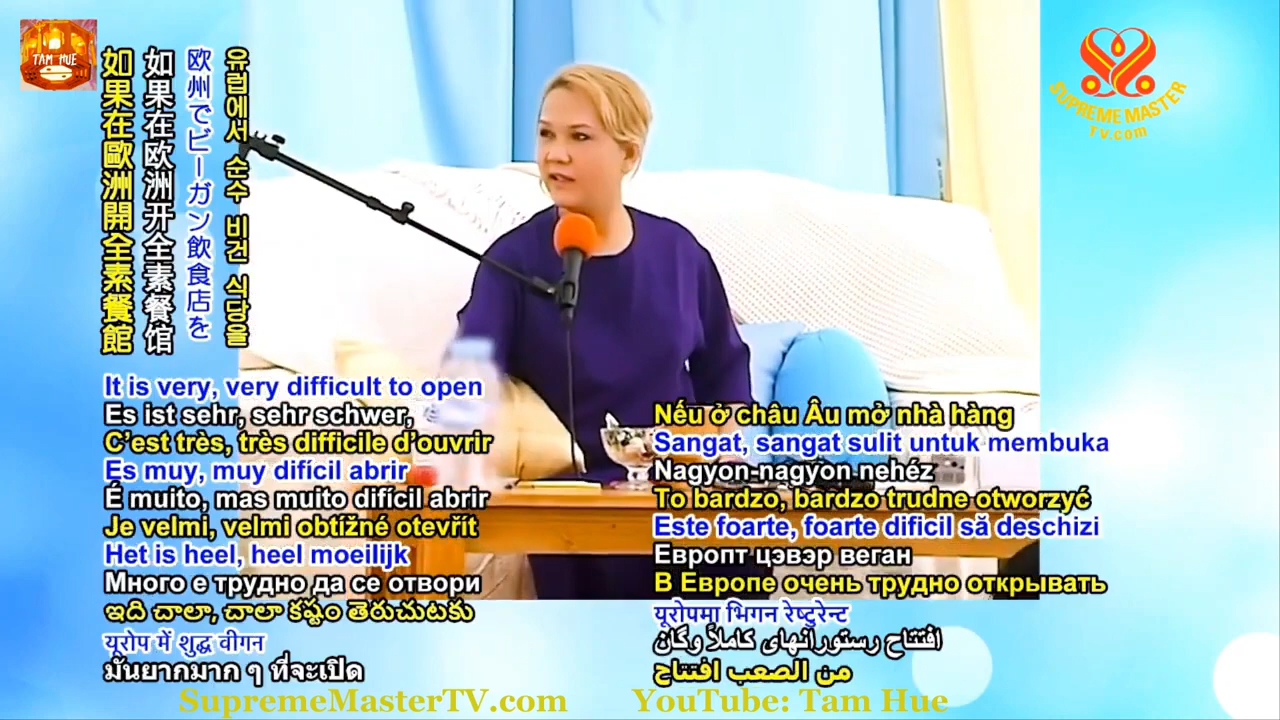 TAM HUE
SUPREME MASTER
TV.com
유럽에서 순수 비건 식당을
欧州でビーガン飲食店を
如果在欧洲开全素餐馆
如果在歐洲開全素餐館
It is very, very difficult to open
Es ist sehr, sehr schwer,
C’est très, très difficile d’ouvrir
Es muy, muy difícil abrir
É muito, mas muito difícil abrir
Je velmi, velmi obtížné otevřít
Het is heel, heel moeilijk
Много е трудно да се отвори
ఇది చాలా, చాలా కష్టం తెరుచుటకు
यूरोप में शुद्ध वीगन
มันยากมาก ๆ ที่จะเปิด
Nếu ở châu Âu mở nhà hàng
Sangat, sangat sulit untuk membuka
Nagyon-nagyon nehéz
To bardzo, bardzo trudne otworzyć
Este foarte, foarte dificil să deschizi
Европт цэвэр веган
В Европе очень трудно открывать
यूरोपमा भिगन रेष्टुरेन्ट
افتتاح رستورانهای کاملاً وگان
من الصعب افتتاح
SupremeMasterTV.com
YouTube: Tam Hue